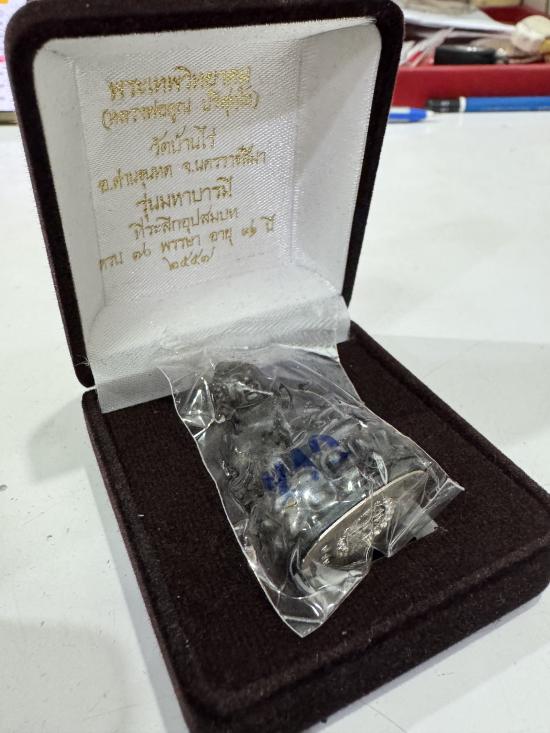 พระเทพวิทยาคม
(หลวงพ่อคูณ ปริสุทฺโธ)
วัดบ้านไร่
อ.ด่านขุนทด จ.นครราชสีมา
รุ่นมหาบารมี
ที่ระลึกอุปสมบท
ครบ พรรษา อายุ ปี
๒๕๕๗